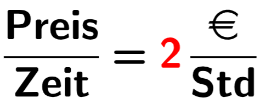 Preis
Zeit
= 2
€
Std